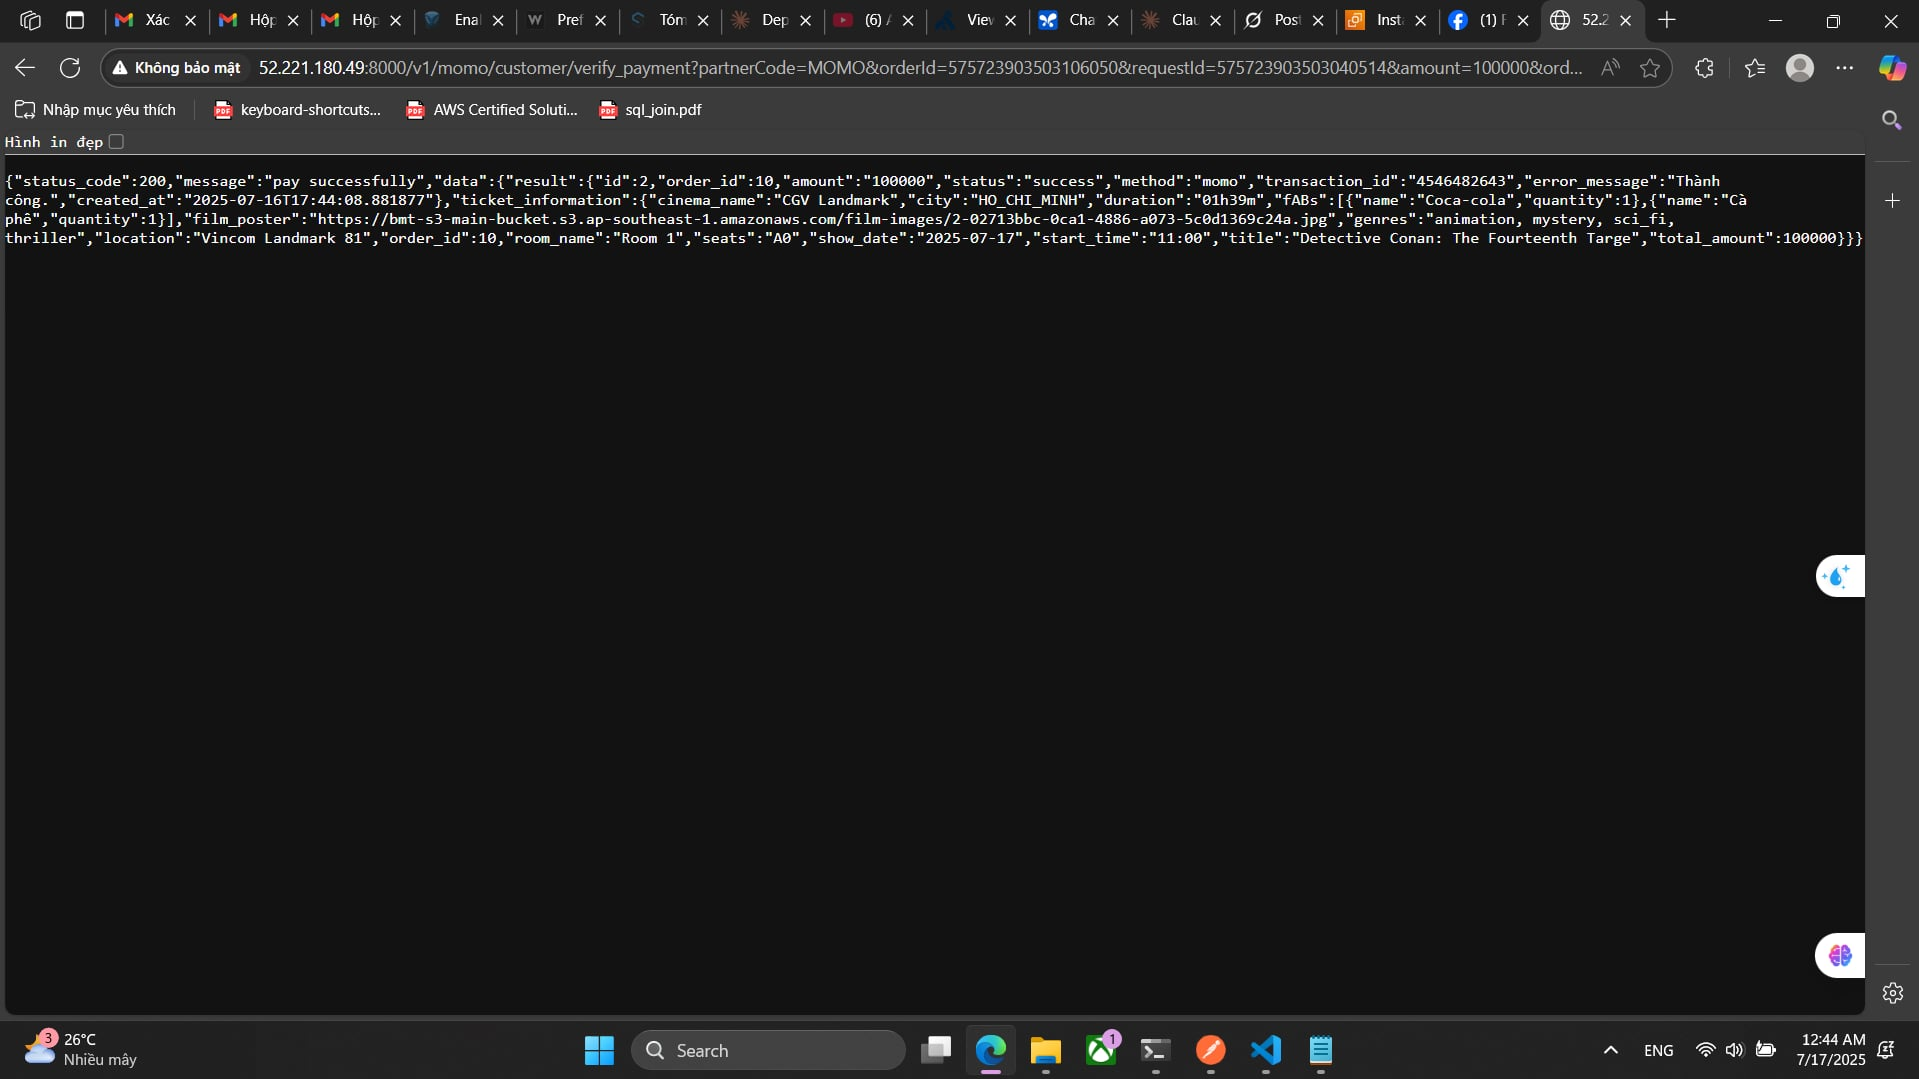 Xác
Hộp
Hộp
Ena
Pref
Tóm
Dep
(6) A
View
Cha
Clau
Post
Insta
(1) F
52.2
Không bảo mật
52.221.180.49:8000/v1/momo/customer/verify_payment?partnerCode=MOMO&orderId=575723903503106050&requestId=575723903503040514&amount=100000&ord...
Nhập mục yêu thích
keyboard-shortcuts...
AWS Certified Soluti...
sql_join.pdf
Hình in đẹp
{"status_code":200,"message":"pay successfully","data":{"result":{"id":2,"order_id":10,"amount":"100000","status":"success","method":"momo","transaction_id":"4546482643","error_message":"Thành
công.","created_at":"2025-07-16T17:44:08.881877"},"ticket_information":{"cinema_name":"CGV Landmark","city":"HO_CHI_MINH","duration":"01h39m","fABs":[{"name":"Coca-cola","quantity":1},{"name":"Cà
phê","quantity":1}],"film_poster":"https://bmt-s3-main-bucket.s3.ap-southeast-1.amazonaws.com/film-images/2-02713bbc-0ca1-4886-a073-5c0d1369c24a.jpg","genres":"animation, mystery, sci_fi,
thriller","location":"Vincom Landmark 81","order_id":10,"room_name":"Room 1","seats":"A0","show_date":"2025-07-17","start_time":"11:00","title":"Detective Conan: The Fourteenth Targe","total_amount":100000}}}
3
26°C
Nhiều mây
Search
1
ENG
12:44 AM
7/17/2025